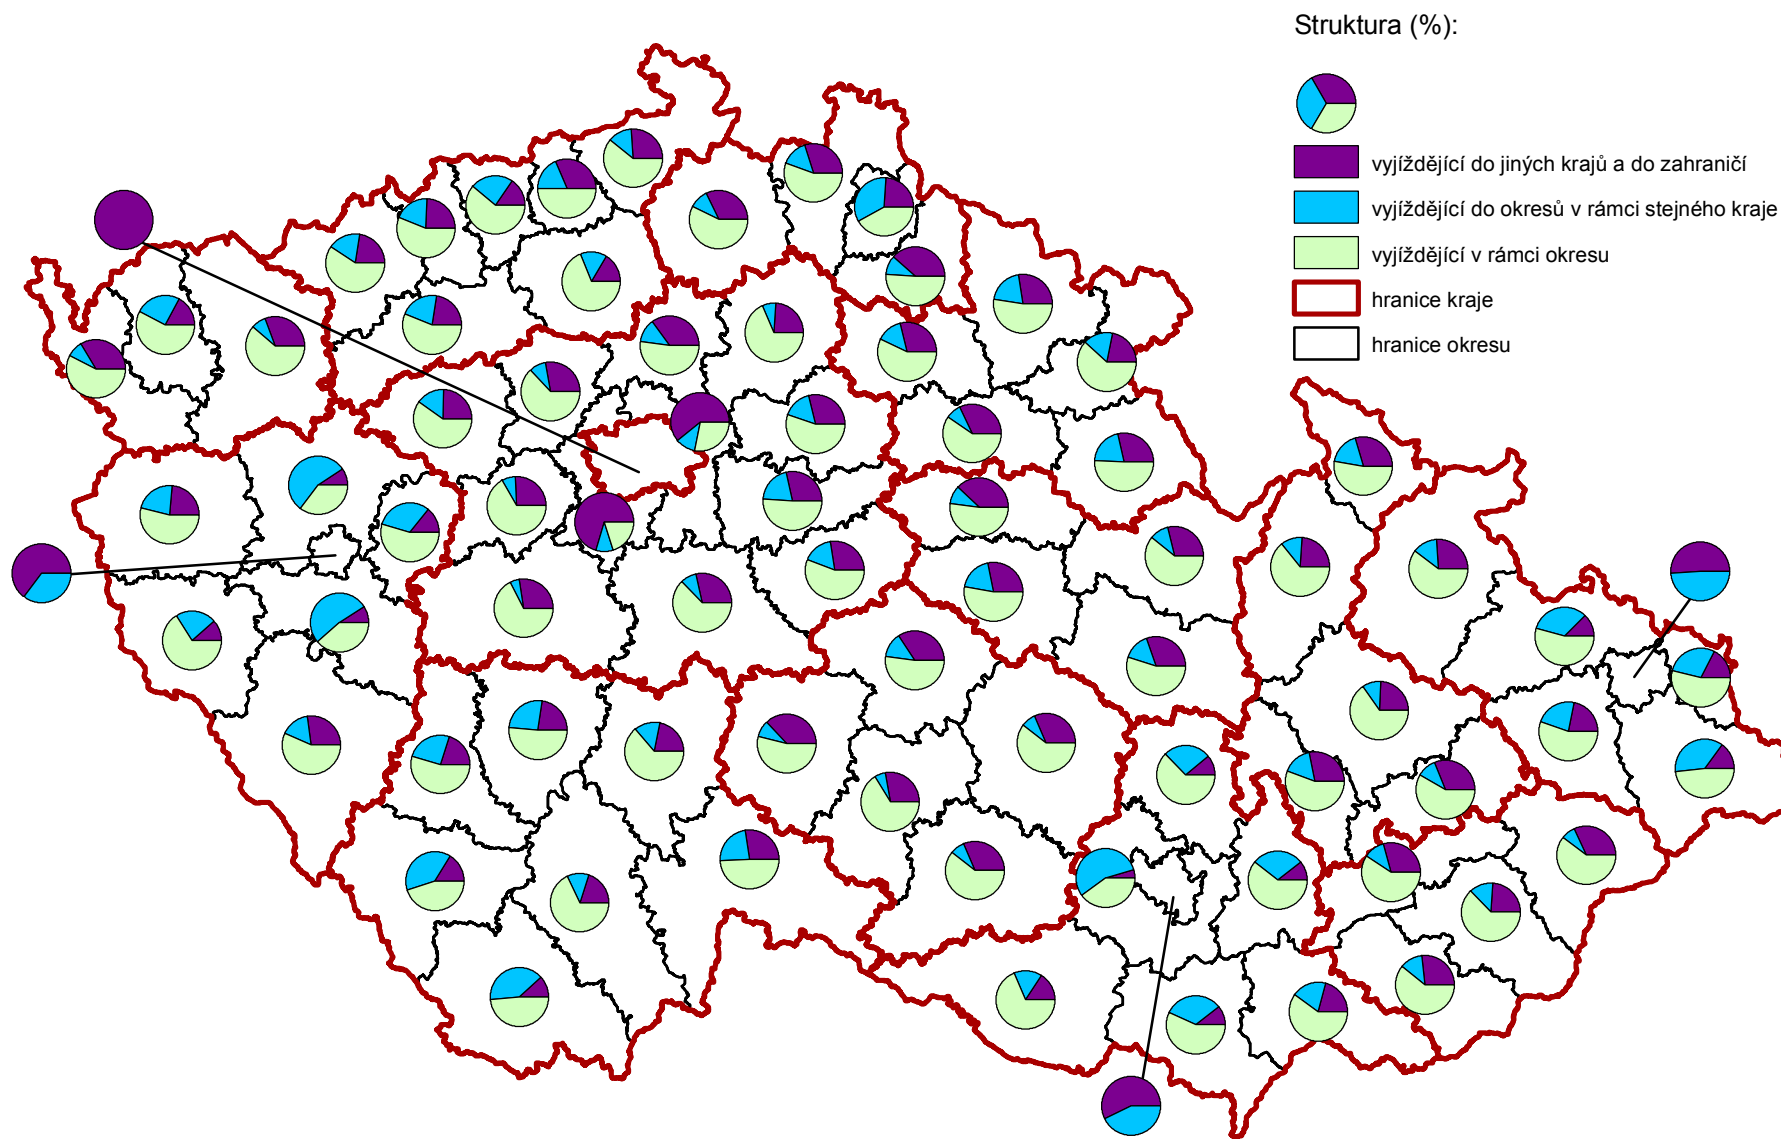 Struktura (%):
vyjíždějící do jiných krajů a do zahraničí
vyjíždějící do okresů v rámci stejného kraje
vyjíždějící v rámci okresu
hranice kraje
hranice okresu